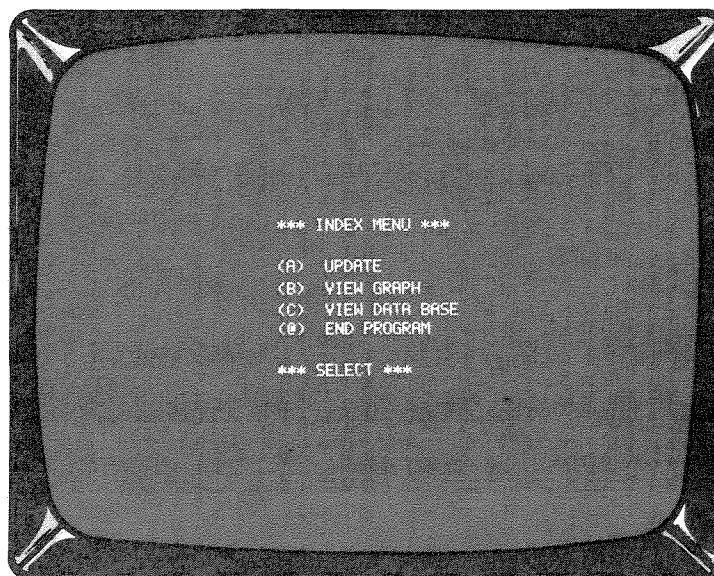 *** INDEX MENU ***
(A) UPDATE
(B) VIEW GRAPH
(C) VIEW DATA BASE
(@) END PROGRAM
*** SELECT ***